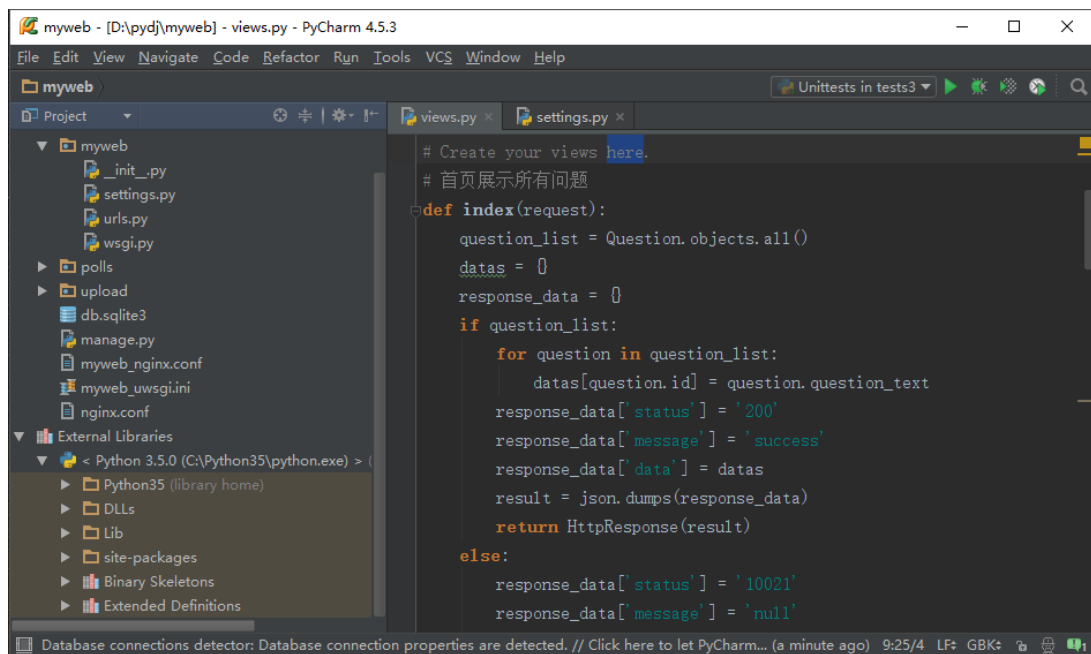 myweb - [D:\pydj\myweb] - views.py - PyCharm 4.5.3
File Edit View Navigate Code Refactor Run Tools VCS Window Help
myweb
Unittests in tests3
Project
views.py
settings.py
myweb
__init__.py
settings.py
urls.py
wsgi.py
polls
upload
db.sqlite3
manage.py
myweb_nginx.conf
myweb_uwsgi.ini
nginx.conf
External Libraries
< Python 3.5.0 (C:\Python35\python.exe) > (
Python35 (library home)
DLLs
Lib
site-packages
Binary Skeletons
Extended Definitions
# Create your views here.
# 首页展示所有问题
def index(request):
question_list = Question.objects.all()
datas = {}
response_data = {}
if question_list:
for question in question_list:
datas[question.id] = question.question_text
response_data['status'] = '200'
response_data['message'] = 'success'
response_data['data'] = datas
result = json.dumps(response_data)
return HttpResponse(result)
else:
response_data['status'] = '10021'
response_data['message'] = 'null'
Database connections detector: Database connection properties are detected. // Click here to let PyCharm... (a minute ago) 9:25/4 LF GBK